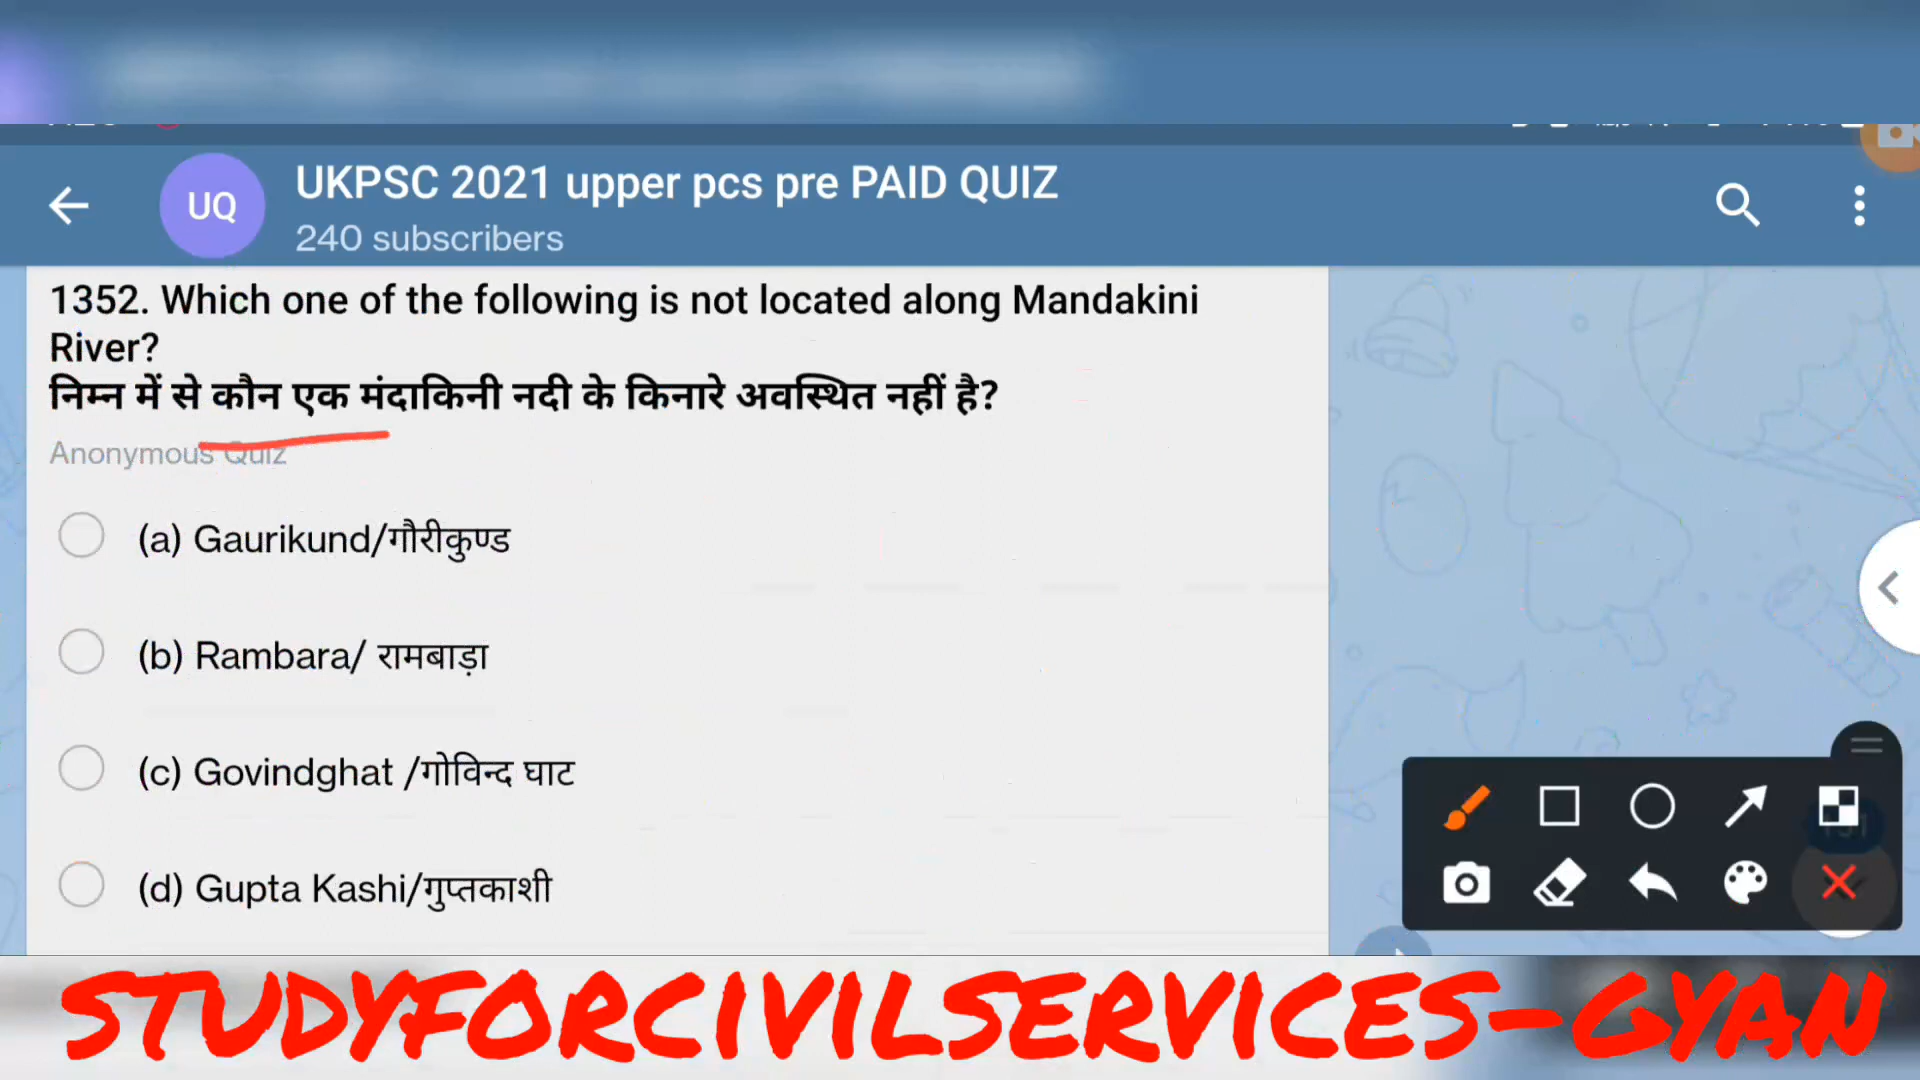 UQ
UKPSC 2021 upper pcs pre PAID QUIZ
240 subscribers
1352. Which one of the following is not located along Mandakini
River?
निम्न में से कौन एक मंदाकिनी नदी के किनारे अवस्थित नहीं है?
Anonymous Quiz
(a) Gaurikund/गौरीकुण्ड
(b) Rambara/ रामबाड़ा
(c) Govindghat /गोविन्द घाट
(d) Gupta Kashi/गुप्तकाशी
STUDYFORCIVILSERVICES-GYAN